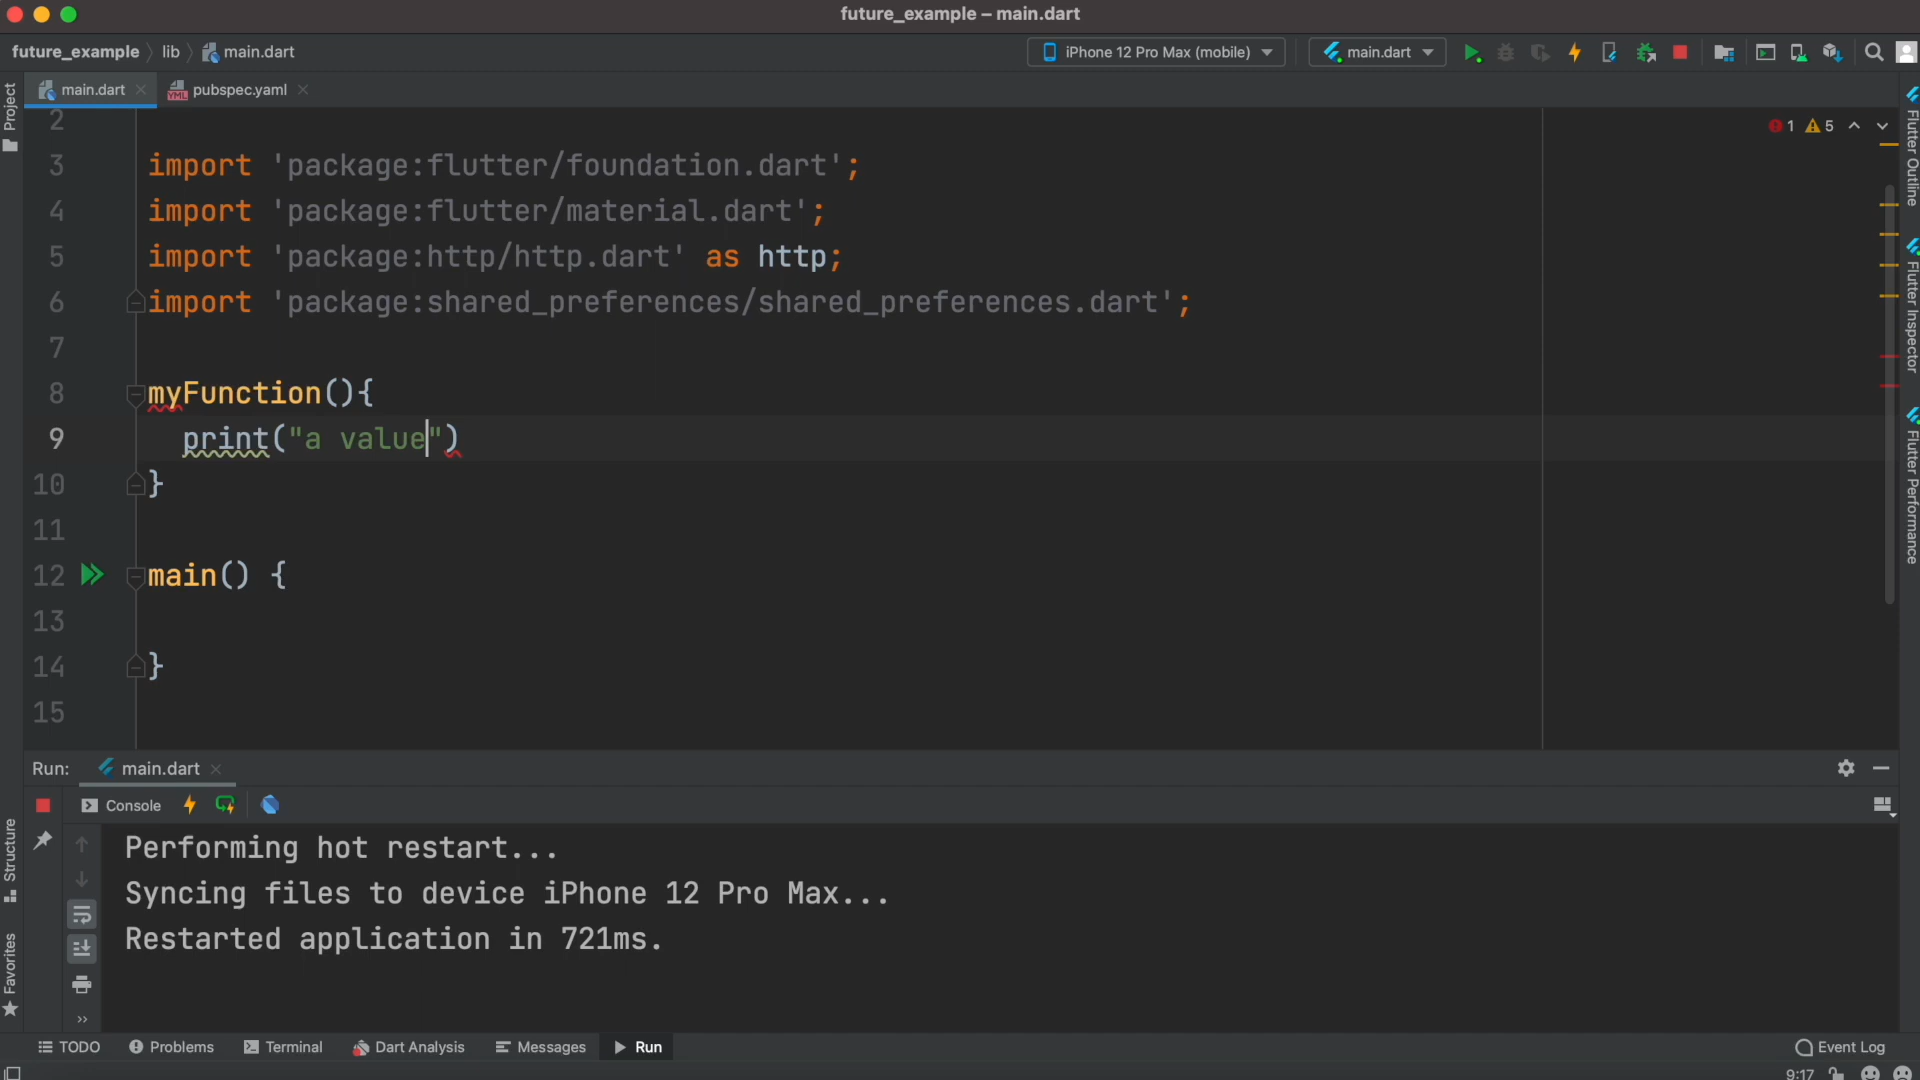 future_example – main.dart
future_example lib main.dart iPhone 12 Pro Max (mobile) main.dart
main.dart pubspec.yaml
Project
1 5
2
3 import 'package:flutter/foundation.dart';
4 import 'package:flutter/material.dart';
5 import 'package:http/http.dart' as http;
6 import 'package:shared_preferences/shared_preferences.dart';
7
8 myFunction(){
9 print("a value")
10 }
11
12 main() {
13
14 }
15
Flutter Outline
Flutter Inspector
Flutter Performance
Run: main.dart
Console
Performing hot restart...
Syncing files to device iPhone 12 Pro Max...
Restarted application in 721ms.
Structure
Favorites
TODO Problems Terminal Dart Analysis Messages Run Event Log
9:17